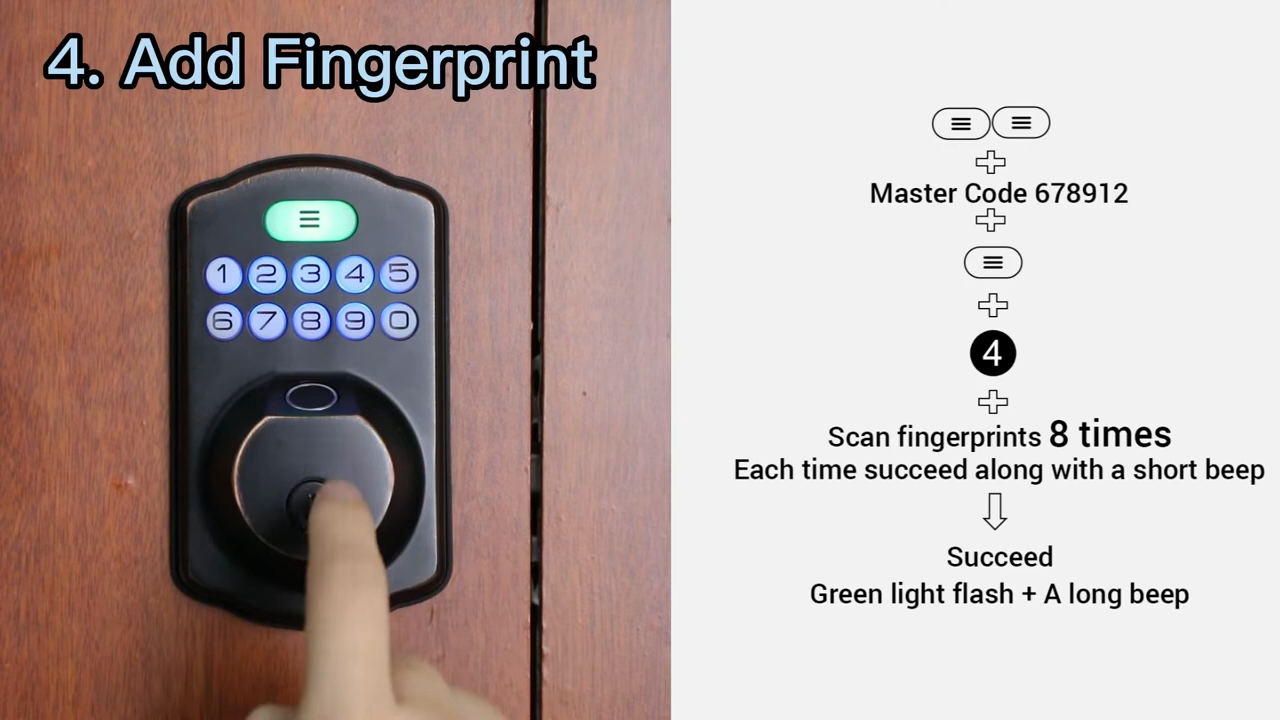 4. Add Fingerprint
1 2 3 4 5
6 7 8 9 0
Master Code 678912
4
Scan fingerprints 8 times
Each time succeed along with a short beep
Succeed
Green light flash + A long beep